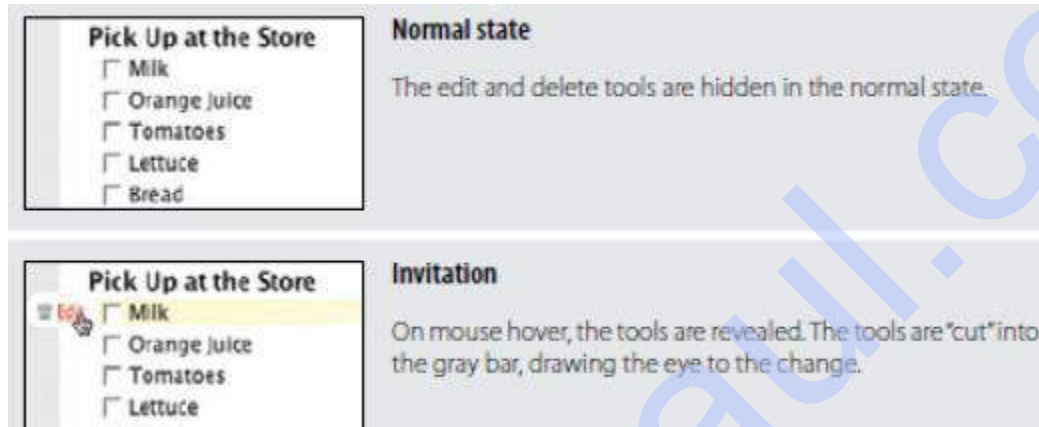 Pick Up at the Store
Milk
Orange Juice
Tomatoes
Lettuce
Bread
Normal state
The edit and delete tools are hidden in the normal state.
Pick Up at the Store
Milk
Orange Juice
Tomatoes
Lettuce
Invitation
On mouse hover, the tools are revealed. The tools are "cut" into
the gray bar, drawing the eye to the change.